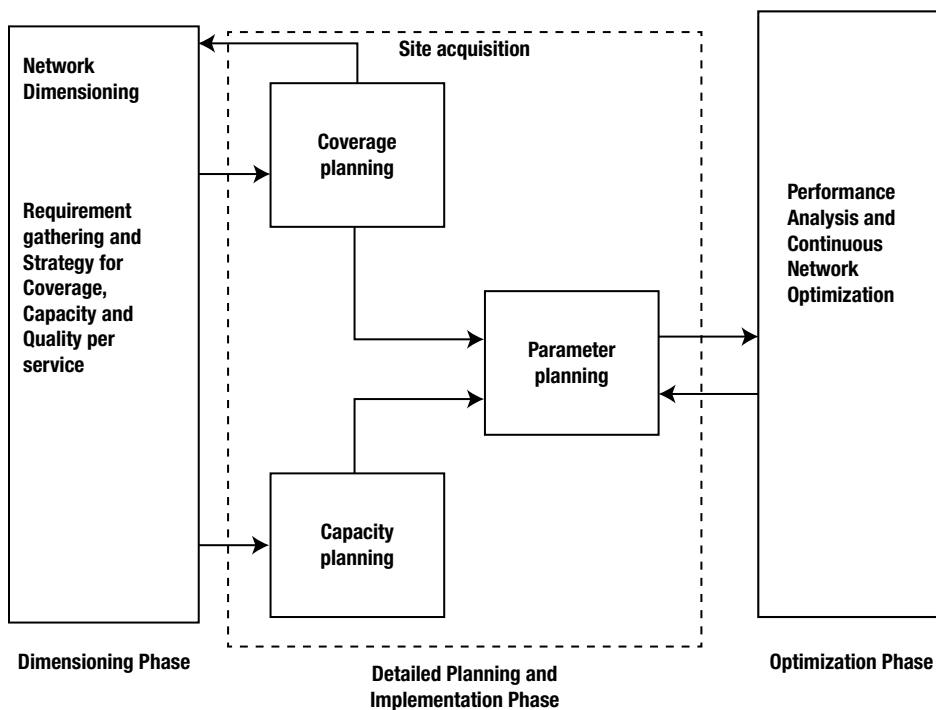 Network
Dimensioning
Requirement
gathering and
Strategy for
Coverage,
Capacity and
Quality per
service
Dimensioning Phase
Site acquisition
Coverage
planning
Parameter
planning
Capacity
planning
Detailed Planning and
Implementation Phase
Performance
Analysis and
Continuous
Network
Optimization
Optimization Phase